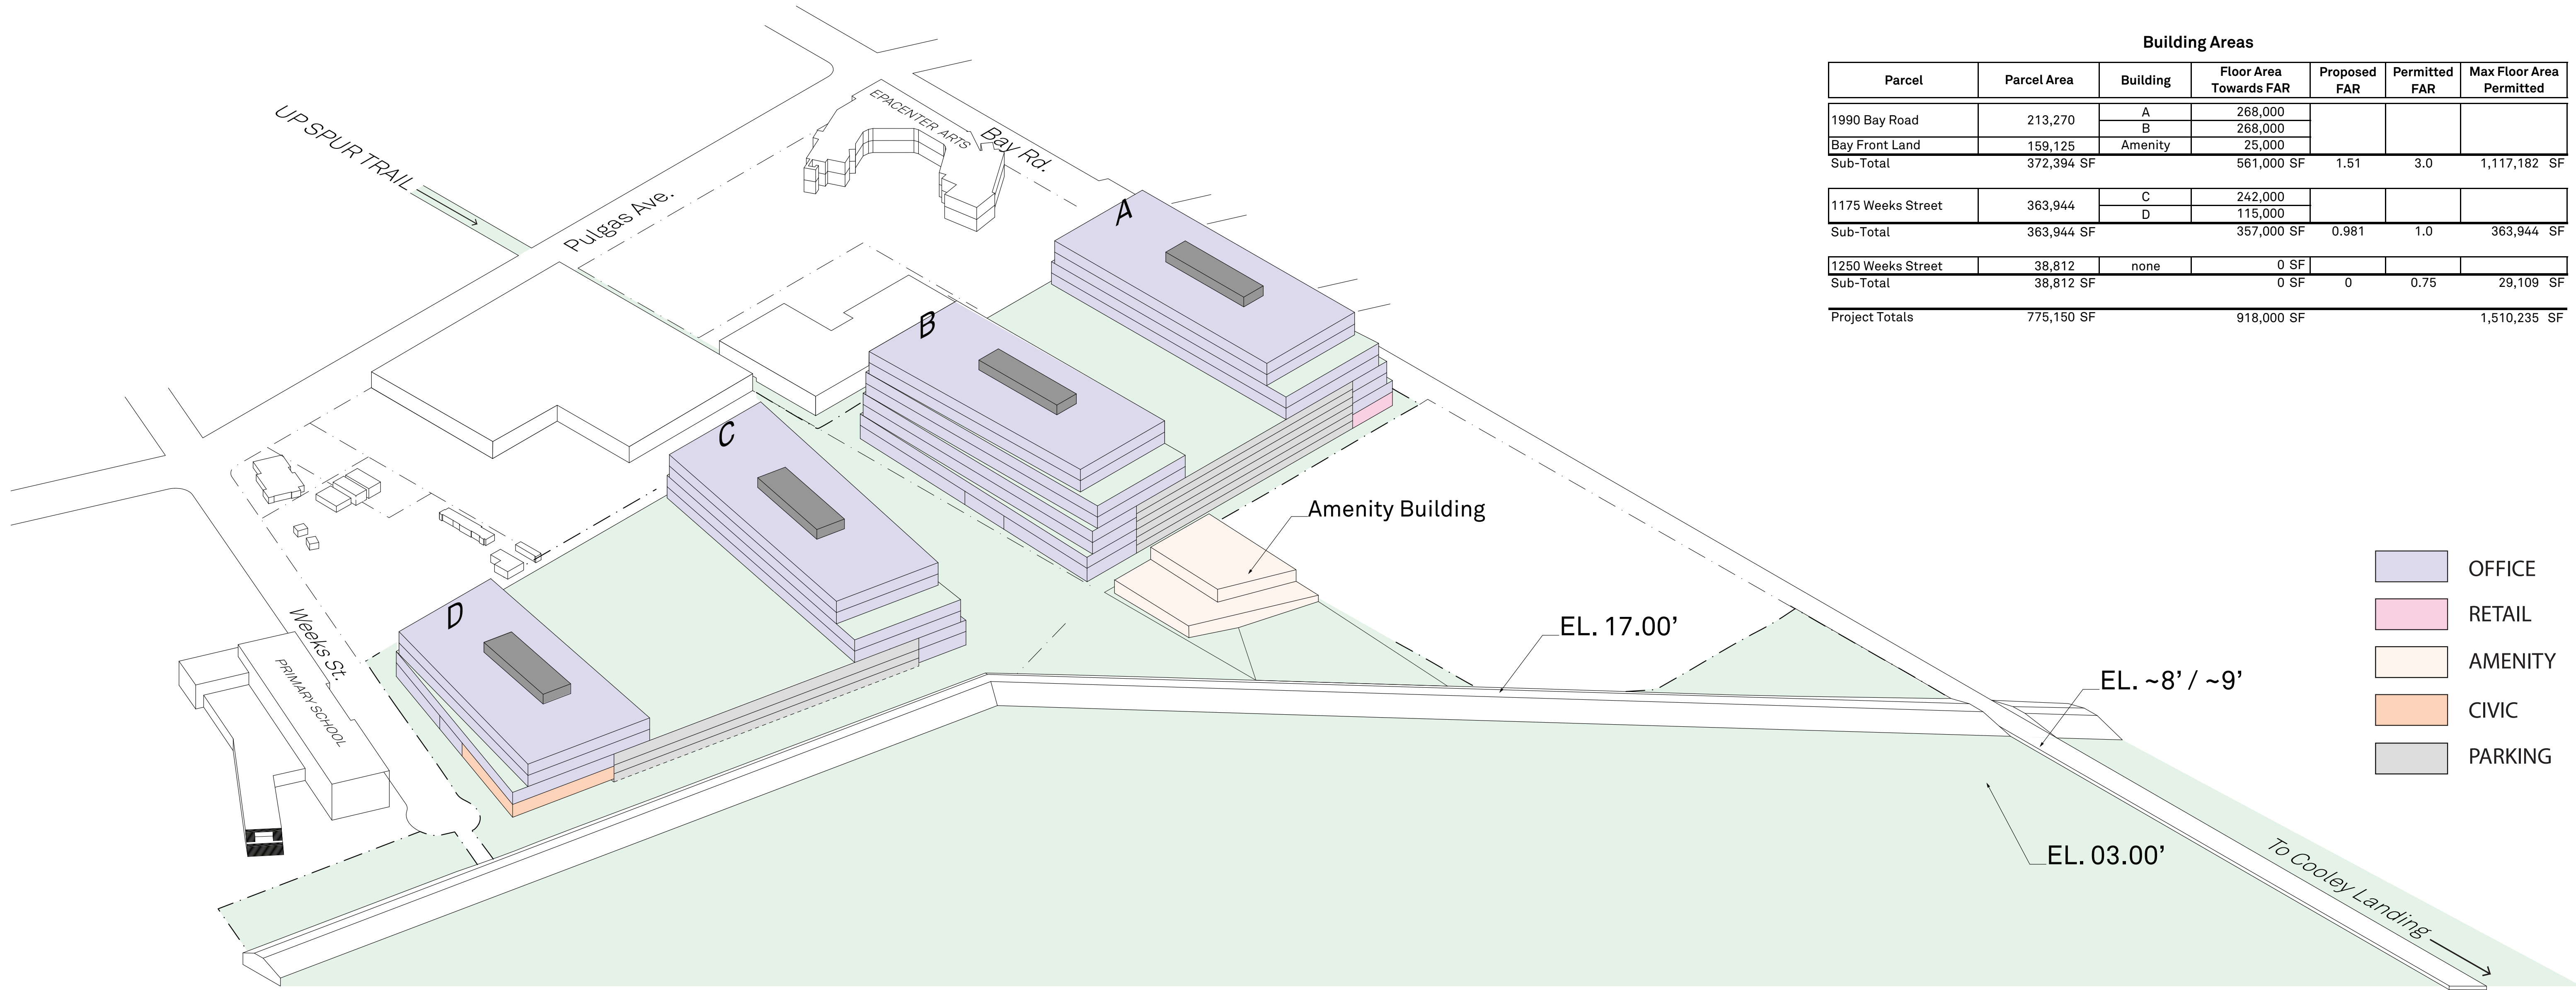 Building Areas
Parcel Parcel Area Building Floor Area Towards FAR Proposed FAR Permitted FAR Max Floor Area Permitted
1990 Bay Road 213,270 A 268,000
B 268,000
Bay Front Land 159,125 Amenity 25,000
Sub-Total 372,394 SF 561,000 SF 1.51 3.0 1,117,182 SF
1175 Weeks Street 363,944 C 242,000
D 115,000
Sub-Total 363,944 SF 357,000 SF 0.981 1.0 363,944 SF
1250 Weeks Street 38,812 none 0 SF
Sub-Total 38,812 SF 0 SF 0 0.75 29,109 SF
Project Totals 775,150 SF 918,000 SF 1,510,235 SF
UP SPUR TRAIL
EPACENTER ARTS
Bay Rd.
Pulgas Ave.
A
B
C
D
Amenity Building
Weeks St.
PRIMARY SCHOOL
EL. 17.00’
EL. ~8’ / ~9’
EL. 03.00’
To Cooley Landing
OFFICE
RETAIL
AMENITY
CIVIC
PARKING